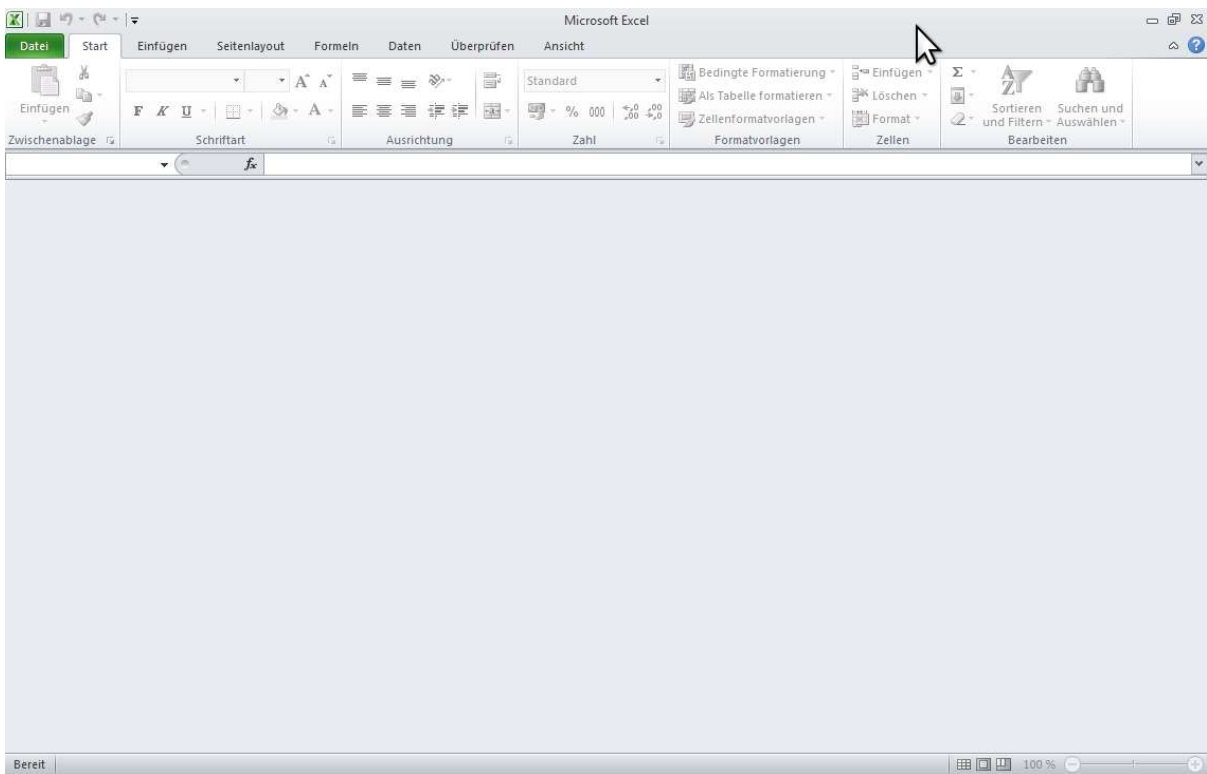 Microsoft Excel
Datei Start Einfügen Seitenlayout Formeln Daten Überprüfen Ansicht
Einfügen
F K U A A A
Standard
% 000
Bedingte Formatierung
Als Tabelle formatieren
Zellenformatvorlagen
Einfügen
Löschen
Format
Σ
Sortieren und Filtern
Suchen und Auswählen
Zwischenablage Schriftart Ausrichtung Zahl Formatvorlagen Zellen Bearbeiten
fx
Bereit 100 %